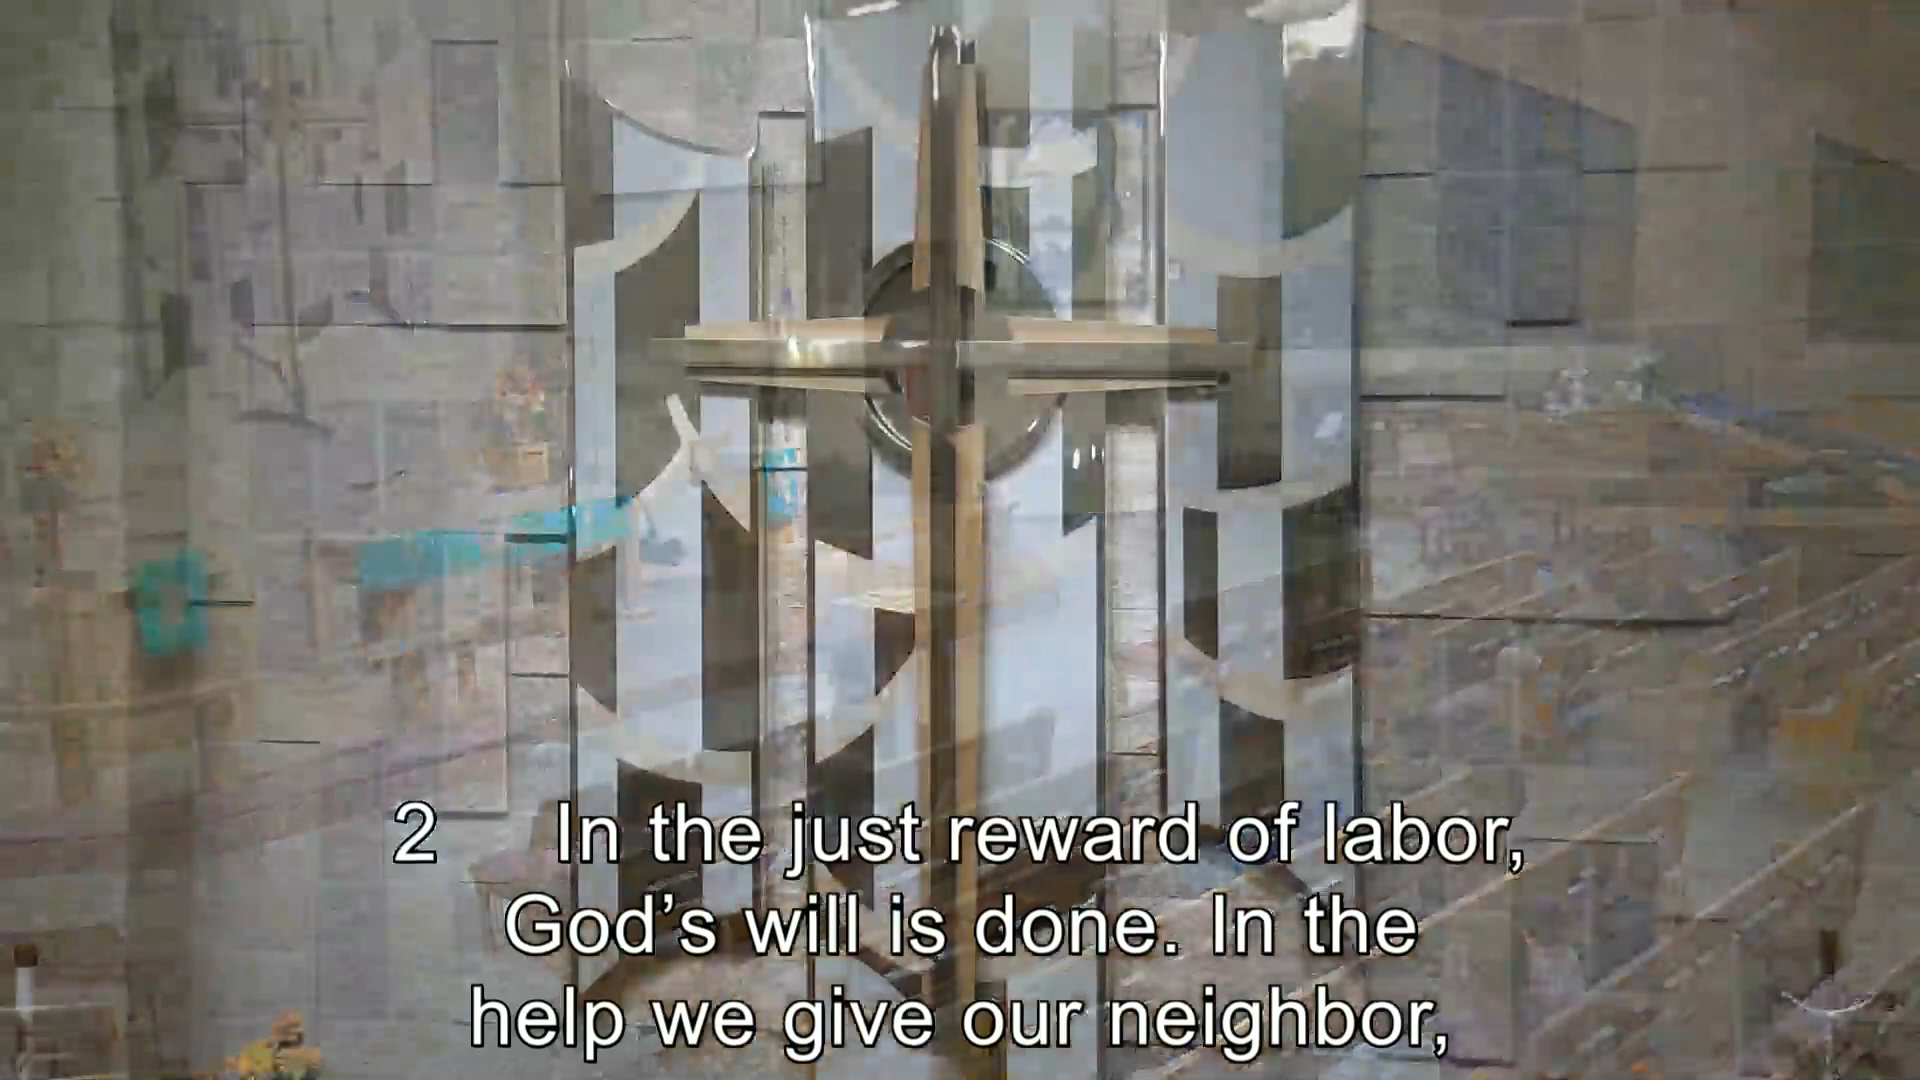 2 In the just reward of labor,
God’s will is done. In the
help we give our neighbor,